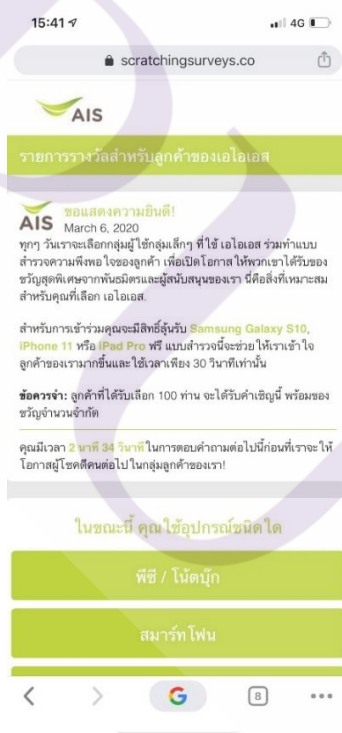 15:41
4G
scratchingsurveys.co
AIS
รายการรางวัลสำหรับลูกค้าของเอไอเอส
AIS
ขอแสดงความยินดี!
March 6, 2020
ทุกๆ วันเราจะเลือกกลุ่มผู้ใช้กลุ่มเล็กๆ ที่ใช้ เอไอเอส ร่วมทำแบบ
สำรวจความพึงพอใจของลูกค้า เพื่อเปิดโอกาส ให้พวกเขาได้รับของ
ขวัญสุดพิเศษจากพันธมิตรและผู้สนับสนุนของเรา นี่คือสิ่งที่เหมาะสม
สำหรับคุณที่เลือก เอไอเอส.
สำหรับการเข้าร่วมคุณจะมีสิทธิ์ลุ้นรับ Samsung Galaxy S10,
iPhone 11 หรือ iPad Pro ฟรี แบบสำรวจนี้จะช่วยให้เราเข้าใจ
ลูกค้าของเรามากขึ้นและใช้เวลาเพียง 30 วินาทีเท่านั้น
ข้อควรจำ: ลูกค้าที่ได้รับเลือก 100 ท่าน จะได้รับคำเชิญนี้ พร้อมของ
ขวัญจำนวนจำกัด
คุณมีเวลา 2 นาที 34 วินาที ในการตอบคำถามต่อไปนี้ก่อนที่เราจะให้
โอกาสผู้โชคดีคนต่อไปในกลุ่มลูกค้าของเรา!
ในขณะนี้ คุณใช้อุปกรณ์ชนิดใด
พีซี / โน้ตบุ๊ก
สมาร์ทโฟน
G
8